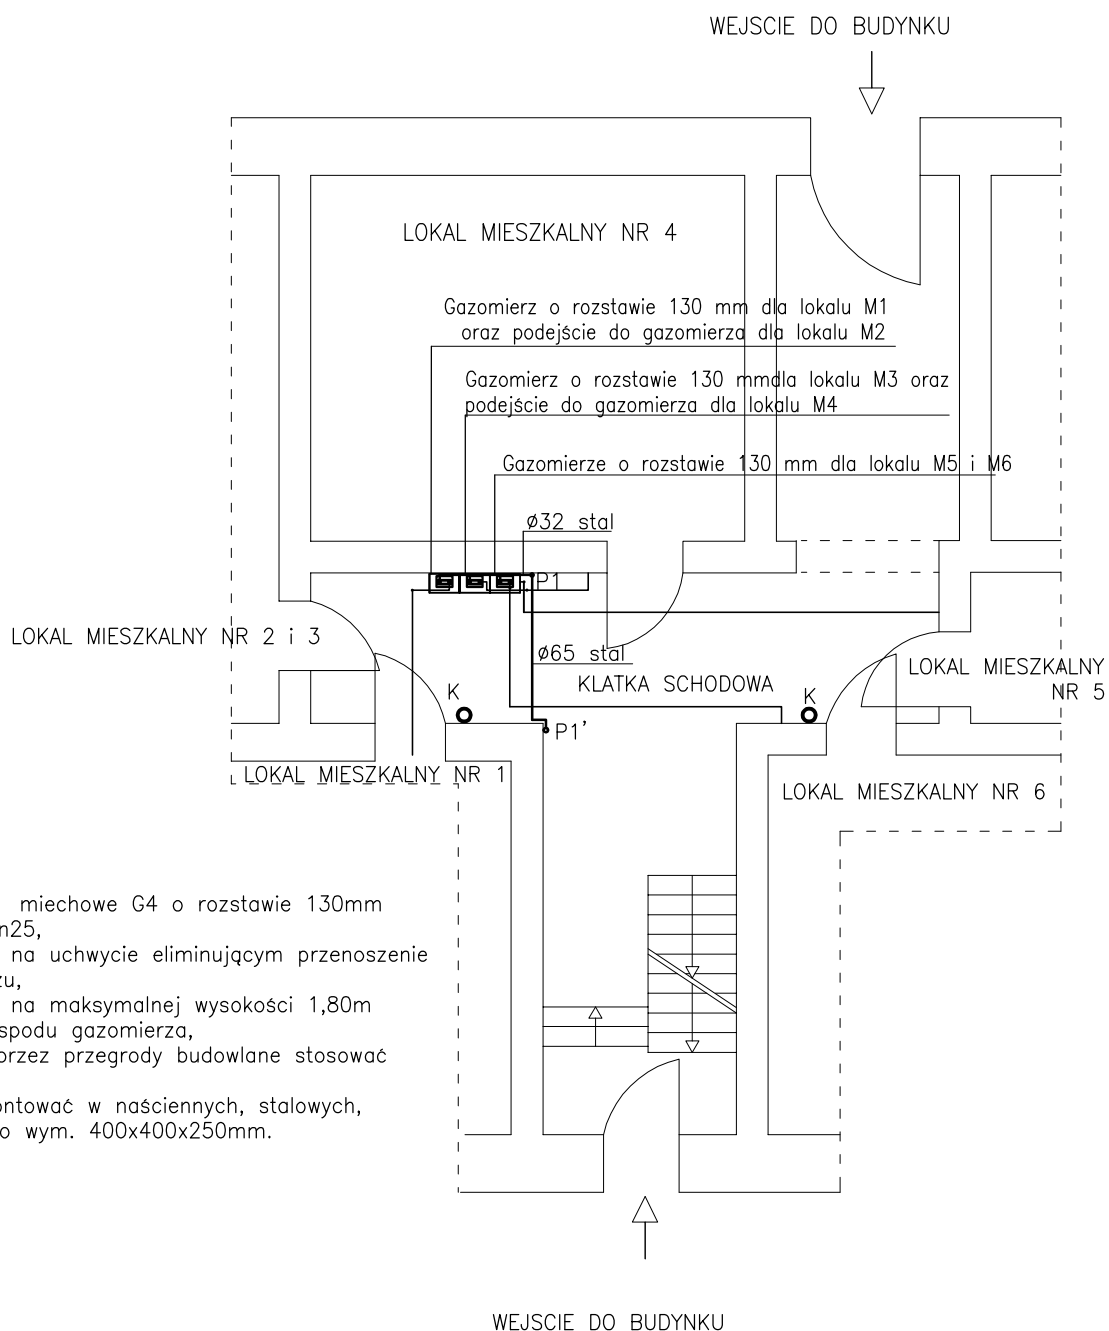 WEJSCIE DO BUDYNKU
LOKAL MIESZKALNY NR 4
Gazomierz o rozstawie 130 mm dla lokalu M1
oraz podejście do gazomierza dla lokalu M2
Gazomierz o rozstawie 130 mmdla lokalu M3 oraz
podejście do gazomierza dla lokalu M4
Gazomierze o rozstawie 130 mm dla lokalu M5 i M6
ø32 stal
P1
LOKAL MIESZKALNY NR 2 i 3
ø65 stal
LOKAL MIESZKALNY
NR 5
KLATKA SCHODOWA
K
K
P1'
LOKAL MIESZKALNY NR 1
LOKAL MIESZKALNY NR 6
miechowe G4 o rozstawie 130mm
n25,
na uchwycie eliminującym przenoszenie
zu,
na maksymalnej wysokości 1,80m
spodu gazomierza,
orzez przegrody budowlane stosować
ontować w naściennych, stalowych,
o wym. 400x400x250mm.
WEJSCIE DO BUDYNKU